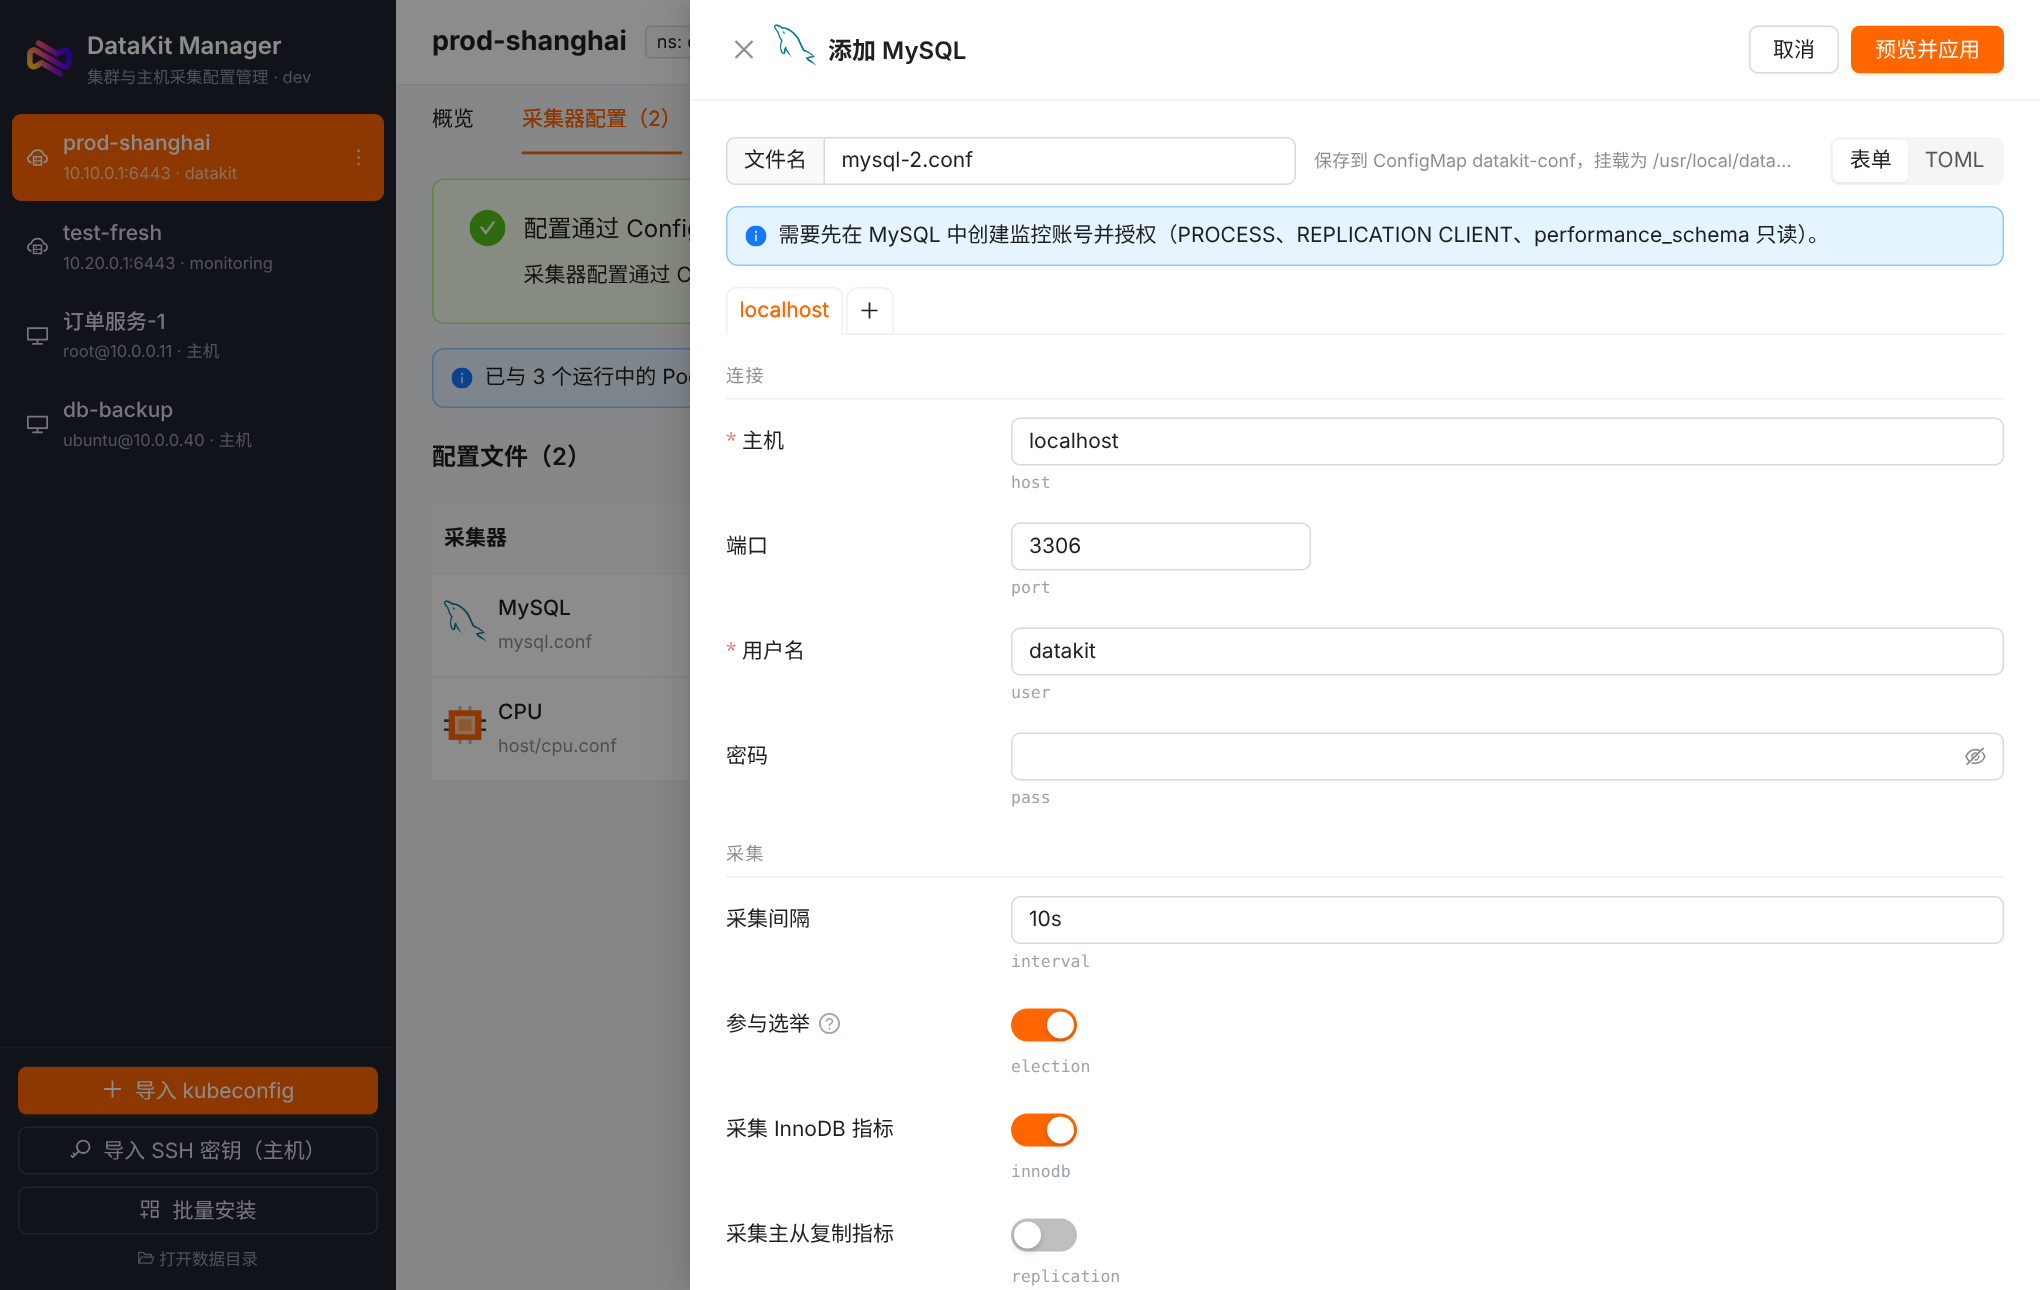 DataKit Manager
集群与主机采集配置管理 · dev
prod-shanghai
10.10.0.1:6443 · datakit
test-fresh
10.20.0.1:6443 · monitoring
订单服务-1
root@10.0.0.11 · 主机
db-backup
ubuntu@10.0.0.40 · 主机
导入 kubeconfig
导入 SSH 密钥（主机）
批量安装
打开数据目录
prod-shanghai
ns:
概览
采集器配置（2）
配置通过 Config
采集器配置通过 C
已与 3 个运行中的 Po
配置文件（2）
采集器
MySQL
mysql.conf
CPU
host/cpu.conf
添加 MySQL
取消
预览并应用
文件名
mysql-2.conf
保存到 ConfigMap datakit-conf，挂载为 /usr/local/data...
表单
TOML
需要先在 MySQL 中创建监控账号并授权（PROCESS、REPLICATION CLIENT、performance_schema 只读）。
localhost
连接
* 主机
localhost
host
端口
3306
port
* 用户名
datakit
user
密码
pass
采集
采集间隔
10s
interval
参与选举
election
采集 InnoDB 指标
innodb
采集主从复制指标
replication